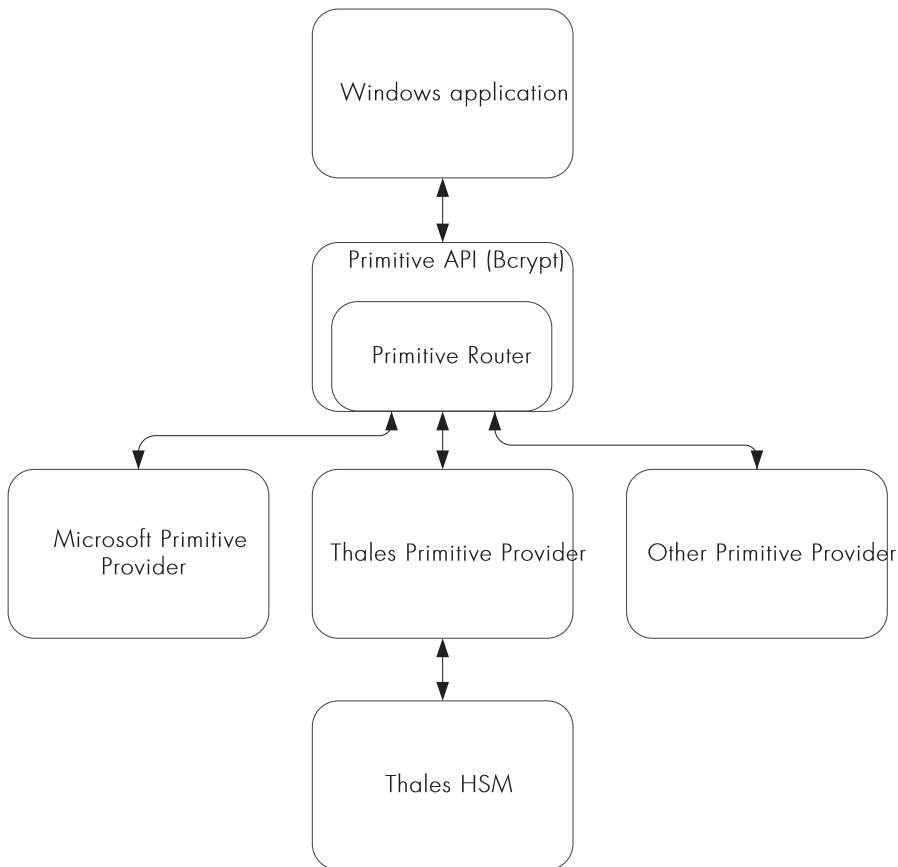 Windows application
Primitive API (Bcrypt)
Primitive Router
Microsoft Primitive
Provider
Thales Primitive Provider
Other Primitive Provider
Thales HSM